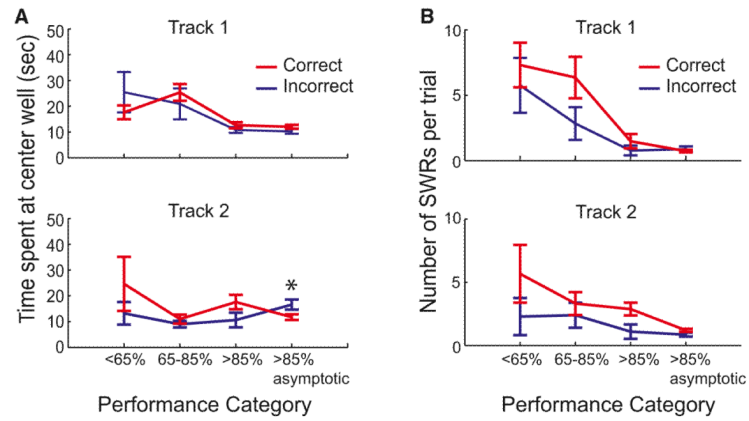 A
Track 1
50
40
30
20
10
0
Correct
Incorrect
Time spent at center well (sec)
Track 2
50
40
30
20
10
0
*
<65% 65-85% >85% >85%
asymptotic
Performance Category
B
Track 1
10
5
0
Correct
Incorrect
Number of SWRs per trial
Track 2
10
5
0
<65% 65-85% >85% >85%
asymptotic
Performance Category